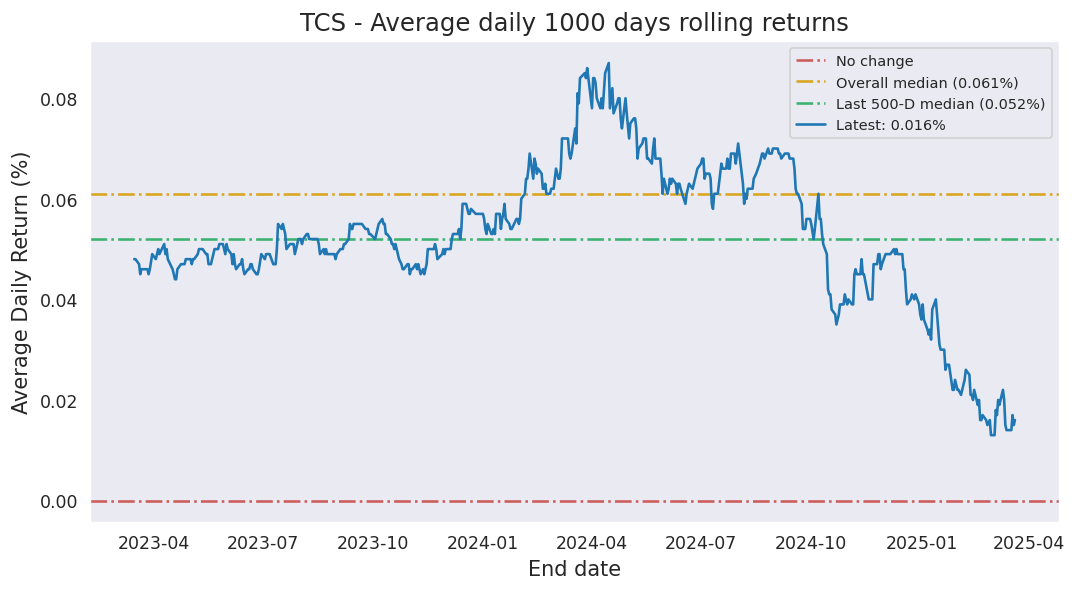 TCS - Average daily 1000 days rolling returns
No change
Overall median (0.061%)
Last 500-D median (0.052%)
Latest: 0.016%
Average Daily Return (%)
0.08
0.06
0.04
0.02
0.00
2023-04 2023-07 2023-10 2024-01 2024-04 2024-07 2024-10 2025-01 2025-04
End date